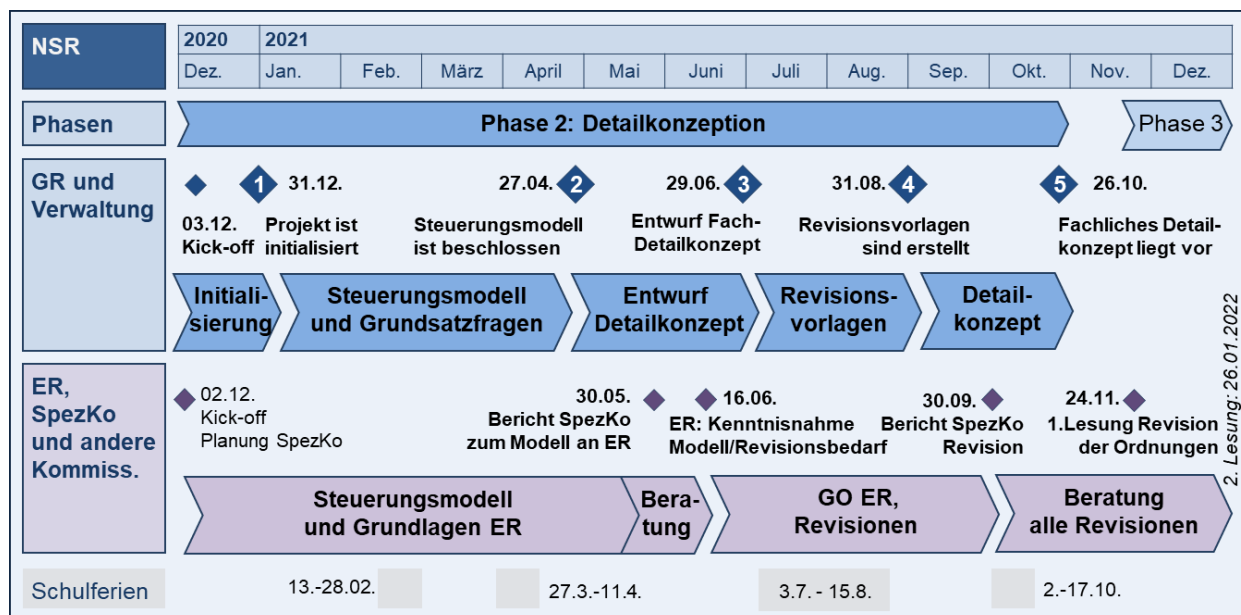 NSR
2020 2021
Dez. Jan. Feb. März April Mai Juni Juli Aug. Sep. Okt. Nov. Dez.
Phasen
Phase 2: Detailkonzeption
Phase 3
GR und
Verwaltung
1 31.12.
27.04. 2
29.06. 3
31.08. 4
5 26.10.
03.12.
Kick-off
Projekt ist
initialisiert
Steuerungsmodell
ist beschlossen
Entwurf Fach-
Detailkonzept
Revisionsvorlagen
sind erstellt
Fachliches Detail-
konzept liegt vor
Initiali-
sierung
Steuerungsmodell
und Grundsatzfragen
Entwurf
Detailkonzept
Revisions-
vorlagen
Detail-
konzept
2. Lesung: 26.01.2022
ER,
SpezKo
und andere
Kommiss.
02.12.
Kick-off
Planung SpezKo
30.05.
Bericht SpezKo
zum Modell an ER
16.06.
ER: Kenntnisnahme
Modell/Revisionsbedarf
30.09.
Bericht SpezKo
Revision
24.11.
1.Lesung Revision
der Ordnungen
Steuerungsmodell
und Grundlagen ER
Bera-
tung
GO ER,
Revisionen
Beratung
alle Revisionen
Schulferien
13.-28.02.
27.3.-11.4.
3.7. - 15.8.
2.-17.10.